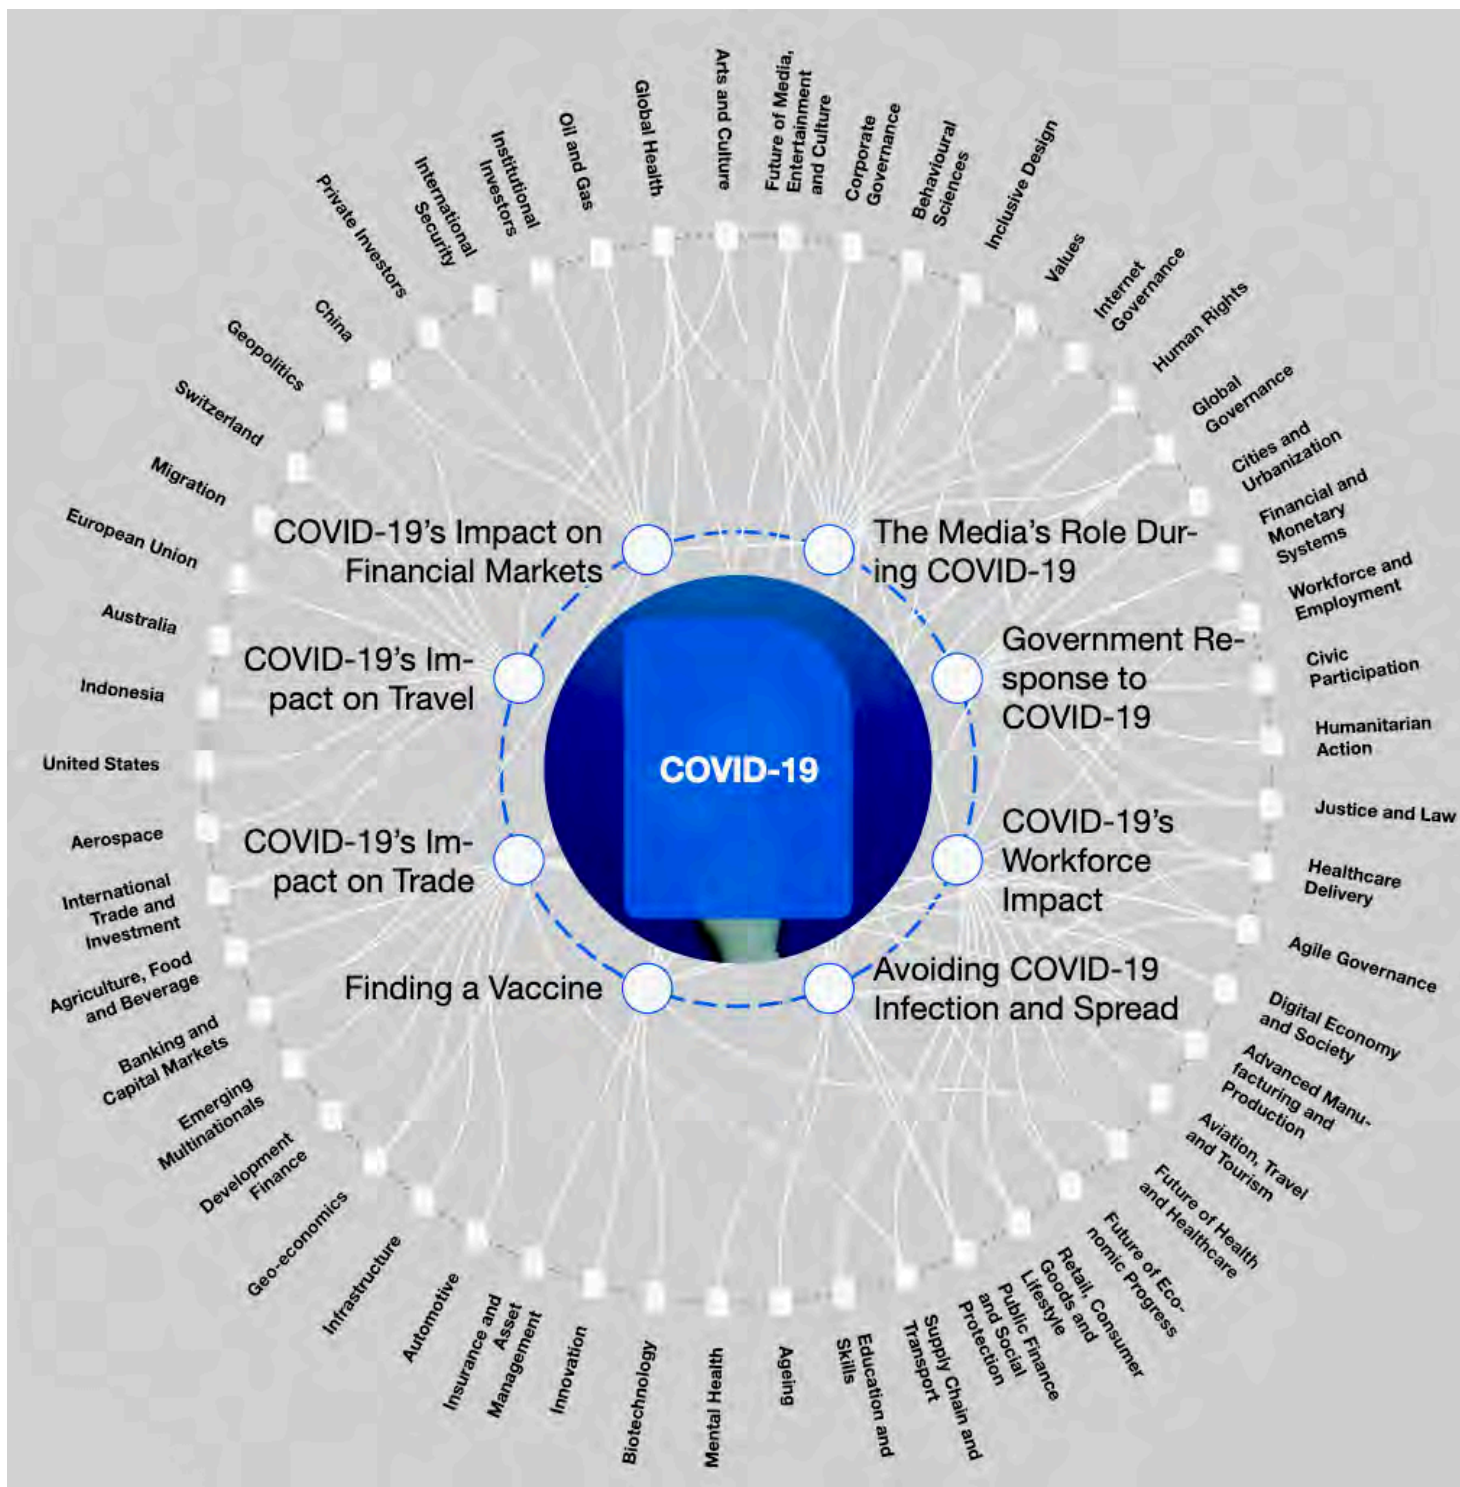 Arts and Culture
Future of Media,
Entertainment
and Culture
Corporate
Governance
Behavioural
Sciences
Inclusive Design
Values
Internet
Governance
Human Rights
Global
Governance
Cities and
Urbanization
Financial and
Monetary
Systems
Workforce and
Employment
Civic
Participation
Humanitarian
Action
Justice and Law
Healthcare
Delivery
Agile Governance
Digital Economy
and Society
Advanced Manu-
facturing and
Production
Aviation, Travel
and Tourism
Future of Health
and Healthcare
Future of Eco-
nomic Progress
Retail, Consumer
Goods and
Lifestyle
Public Finance
and Social
Protection
Supply Chain and
Transport
Education and
Skills
Ageing
Mental Health
Biotechnology
Innovation
Insurance and
Asset
Management
Automotive
Infrastructure
Geo-economics
Development
Finance
Emerging
Multinationals
Banking and
Capital Markets
Agriculture, Food
and Beverage
International
Trade and
Investment
Aerospace
United States
Indonesia
Australia
European Union
Migration
Switzerland
Geopolitics
China
Private Investors
International
Security
Institutional
Investors
Oil and Gas
Global Health
COVID-19's Impact on
Financial Markets
The Media's Role Dur-
ing COVID-19
COVID-19's Im-
pact on Travel
Government Re-
sponse to
COVID-19
COVID-19
COVID-19's Im-
pact on Trade
COVID-19's
Workforce
Impact
Finding a Vaccine
Avoiding COVID-19
Infection and Spread